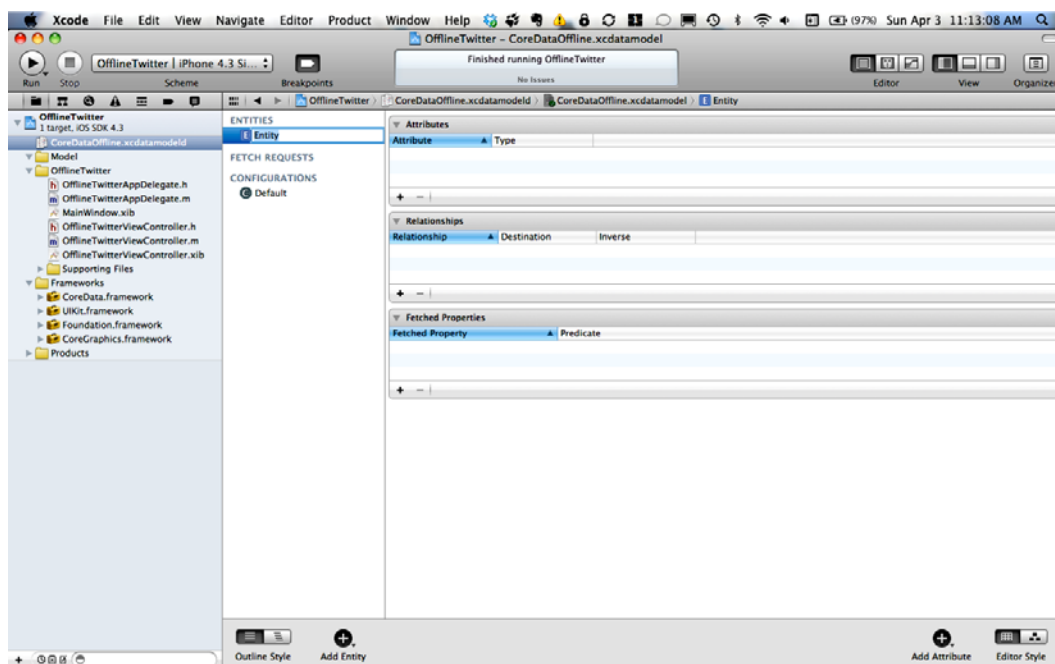 Xcode File Edit View Navigate Editor Product Window Help (97%) Sun Apr 3 11:13:08 AM
OfflineTwitter – CoreDataOffline.xcdatamodel
OfflineTwitter | iPhone 4.3 Si...
Finished running OfflineTwitter
No Issues
Run Stop Scheme Breakpoints Editor View Organizer
OfflineTwitter
1 target, iOS SDK 4.3
CoreDataOffline.xcdatamodeld
Model
OfflineTwitter
OfflineTwitterAppDelegate.h
OfflineTwitterAppDelegate.m
MainWindow.xib
OfflineTwitterViewController.h
OfflineTwitterViewController.m
OfflineTwitterViewController.xib
Supporting Files
Frameworks
CoreData.framework
UIKit.framework
Foundation.framework
CoreGraphics.framework
Products
OfflineTwitter CoreDataOffline.xcdatamodeld CoreDataOffline.xcdatamodel Entity
ENTITIES
Entity
FETCH REQUESTS
CONFIGURATIONS
Default
Attributes
Attribute Type
Relationships
Relationship Destination Inverse
Fetched Properties
Fetched Property Predicate
Outline Style Add Entity Add Attribute Editor Style